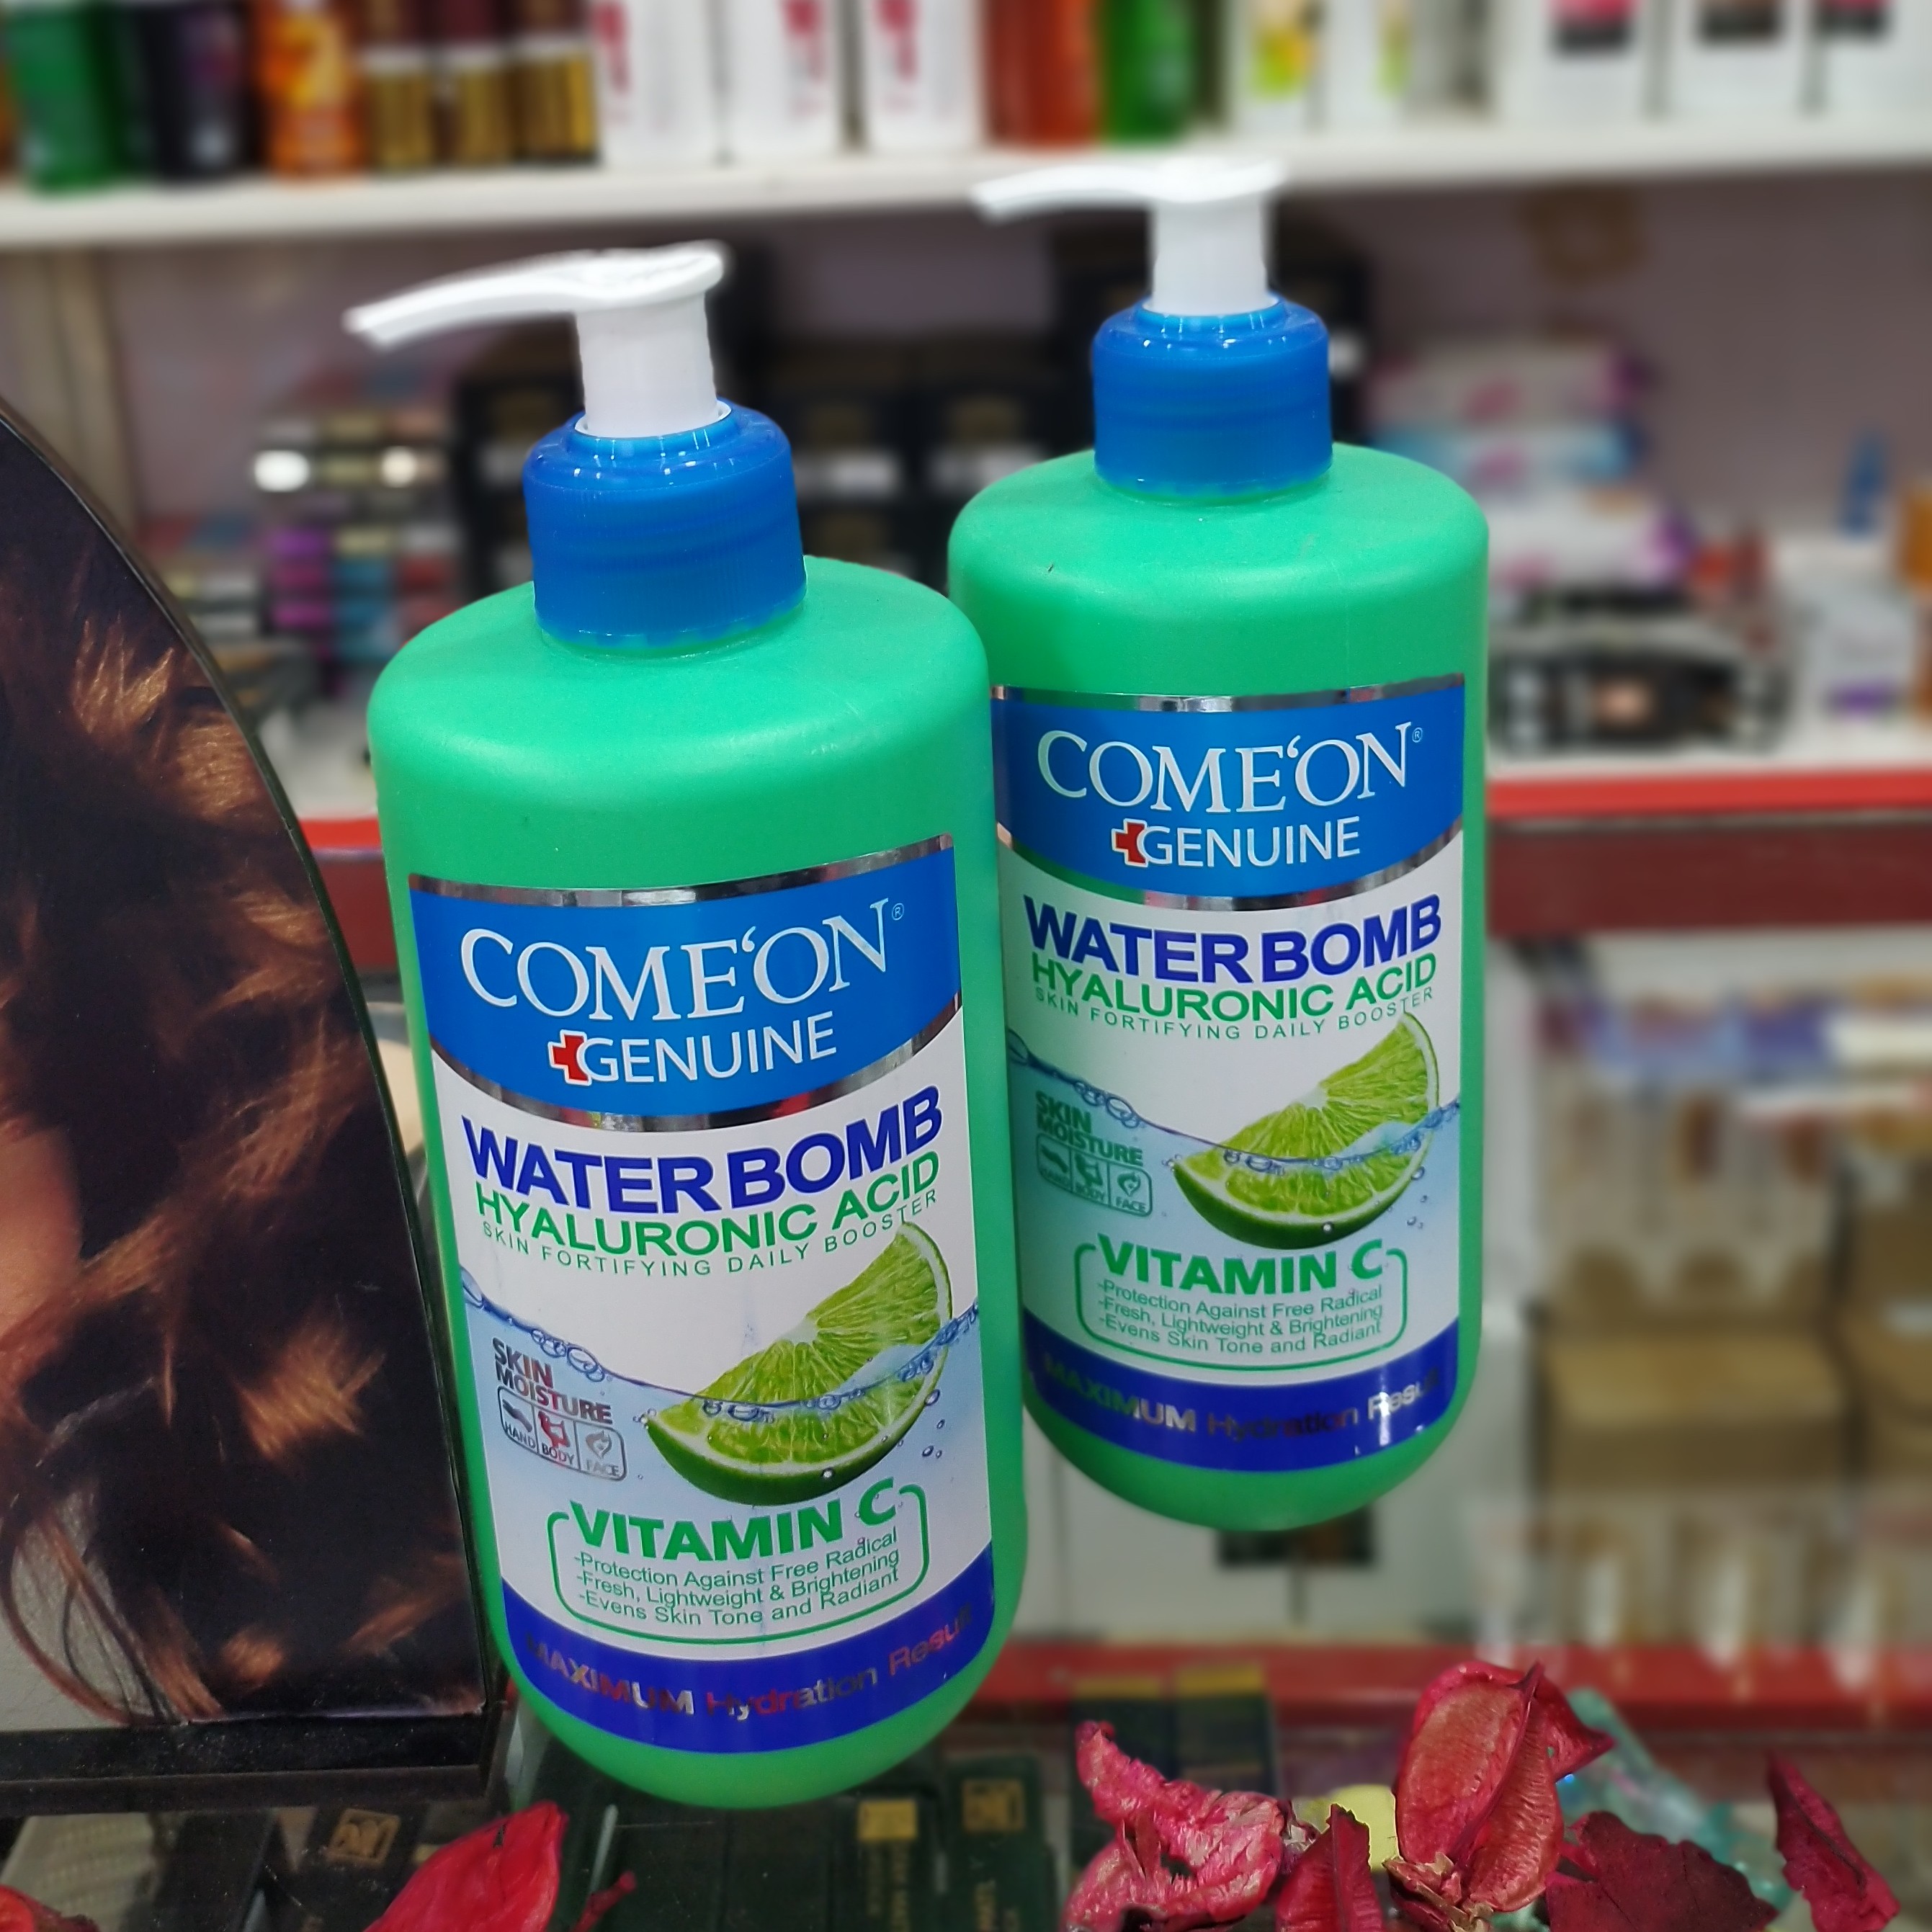 COME'ON®
GENUINE
WATER BOMB
HYALURONIC ACID
SKIN FORTIFYING DAILY BOOSTER
SKIN
MOISTURE
HAND BODY FACE
VITAMIN C
-Protection Against Free Radical
-Fresh, Lightweight & Brightening
-Evens Skin Tone and Radiant
MAXIMUM Hydration Result
COME'ON®
GENUINE
WATER BOMB
HYALURONIC ACID
SKIN FORTIFYING DAILY BOOSTER
SKIN
MOISTURE
HAND BODY FACE
VITAMIN C
-Protection Against Free Radical
-Fresh, Lightweight & Brightening
-Evens Skin Tone and Radiant
MAXIMUM Hydration Result